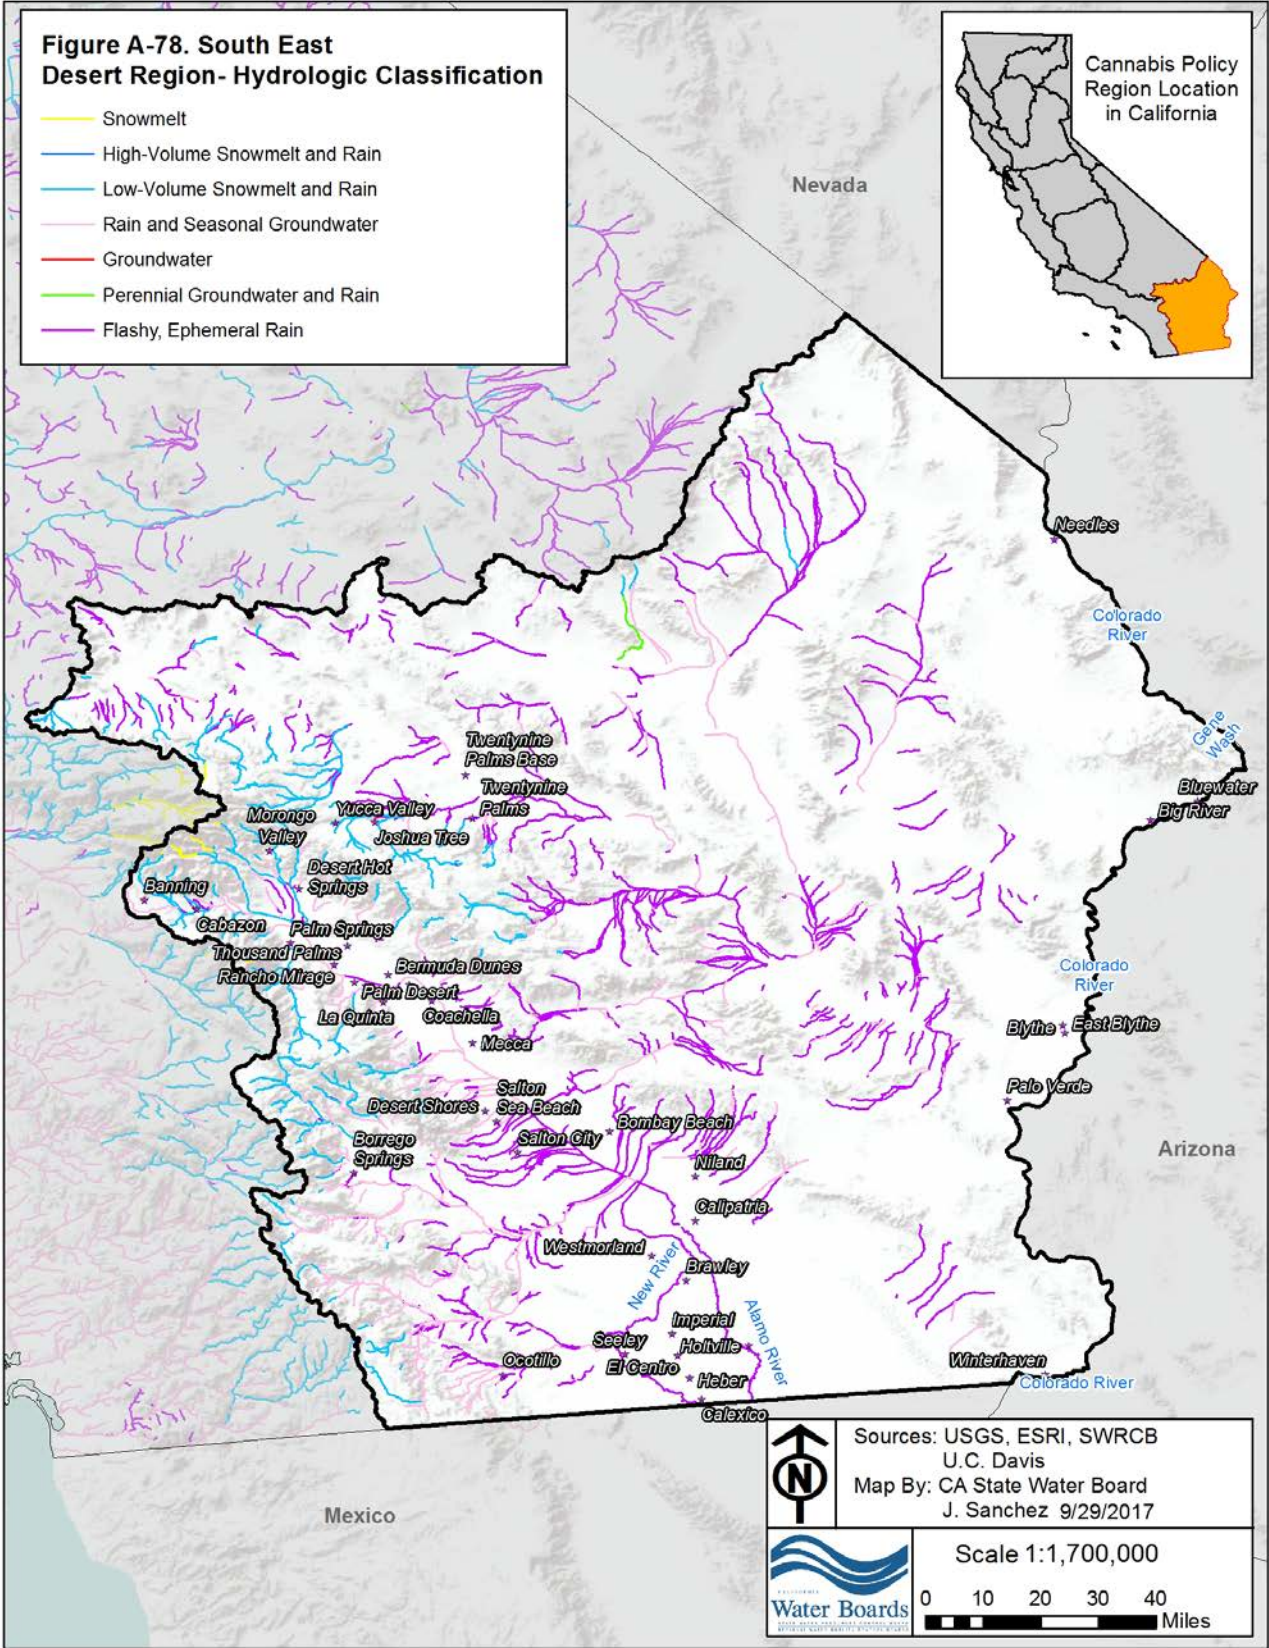 Figure A-78. South East
Desert Region- Hydrologic Classification
Snowmelt
High-Volume Snowmelt and Rain
Low-Volume Snowmelt and Rain
Rain and Seasonal Groundwater
Groundwater
Perennial Groundwater and Rain
Flashy, Ephemeral Rain
Cannabis Policy
Region Location
in California
Nevada
Needles
Colorado
River
Gene
Wash
Twentynine
Palms Base
Twentynine
Palms
Bluewater
Big River
Morongo
Valley
Yucca Valley
Joshua Tree
Desert Hot
Springs
Banning
Cabazon
Palm Springs
Thousand Palms
Rancho Mirage
Bermuda Dunes
Palm Desert
La Quinta
Coachella
Mecca
Colorado
River
Blythe
East Blythe
Palo Verde
Salton
Sea Beach
Desert Shores
Bombay Beach
Salton City
Borrego
Springs
Niland
Arizona
Calipatria
Westmorland
New River
Brawley
Imperial
Alamo River
Seeley
Holtville
El Centro
Ocotillo
Heber
Winterhaven
Colorado River
Calexico
Mexico
N
Sources: USGS, ESRI, SWRCB
U.C. Davis
Map By: CA State Water Board
J. Sanchez 9/29/2017
CALIFORNIA
Water Boards
Scale 1:1,700,000
0 10 20 30 40
Miles